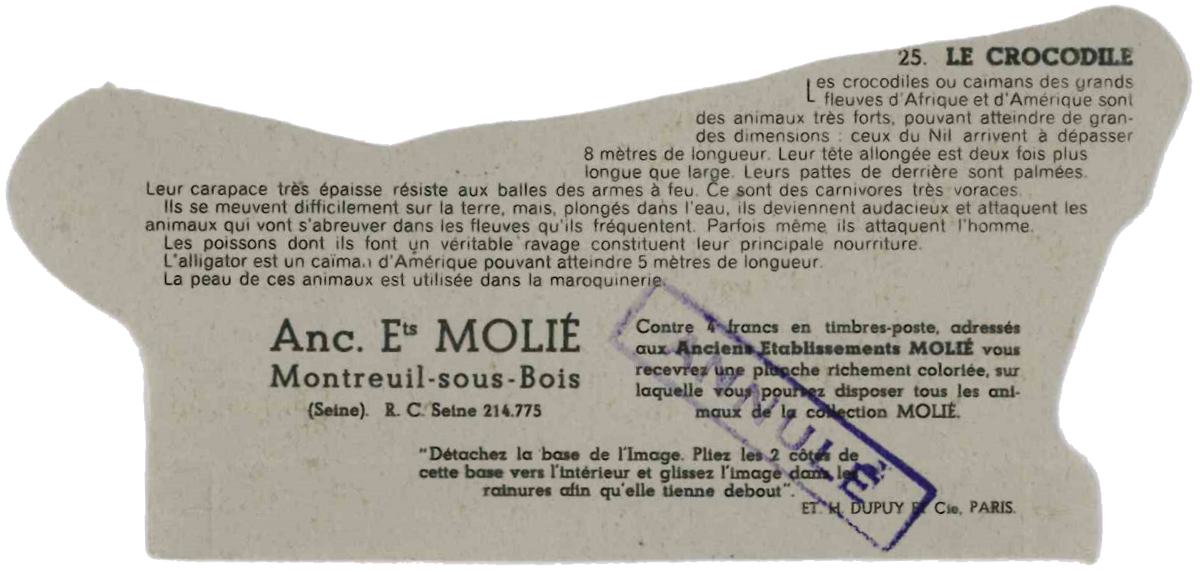 25. LE CROCODILE
Les crocodiles ou caïmans des grands
fleuves d'Afrique et d'Amérique sont
des animaux très forts, pouvant atteindre de gran-
des dimensions : ceux du Nil arrivent à dépasser
8 mètres de longueur. Leur tête allongée est deux fois plus
longue que large. Leurs pattes de derrière sont palmées.
Leur carapace très épaisse résiste aux balles des armes à feu. Ce sont des carnivores très voraces.
Ils se meuvent difficilement sur la terre, mais, plongés dans l'eau, ils deviennent audacieux et attaquent les
animaux qui vont s'abreuver dans les fleuves qu'ils fréquentent. Parfois même ils attaquent l'homme.
Les poissons dont ils font un véritable ravage constituent leur principale nourriture.
L'alligator est un caïman d'Amérique pouvant atteindre 5 mètres de longueur.
La peau de ces animaux est utilisée dans la maroquinerie.
Anc. Ets MOLIÉ
Montreuil-sous-Bois
(Seine). R. C. Seine 214.775
Contre 4 francs en timbres-poste, adressés
aux Anciens Etablissements MOLIÉ vous
recevrez une planche richement coloriée, sur
laquelle vous pourrez disposer tous les ani-
maux de la collection MOLIÉ.
ANNULÉ
"Détachez la base de l'Image. Pliez les 2 côtés de
cette base vers l'intérieur et glissez l'image dans les
rainures afin qu'elle tienne debout".
ET. H. DUPUY ET Cie, PARIS.